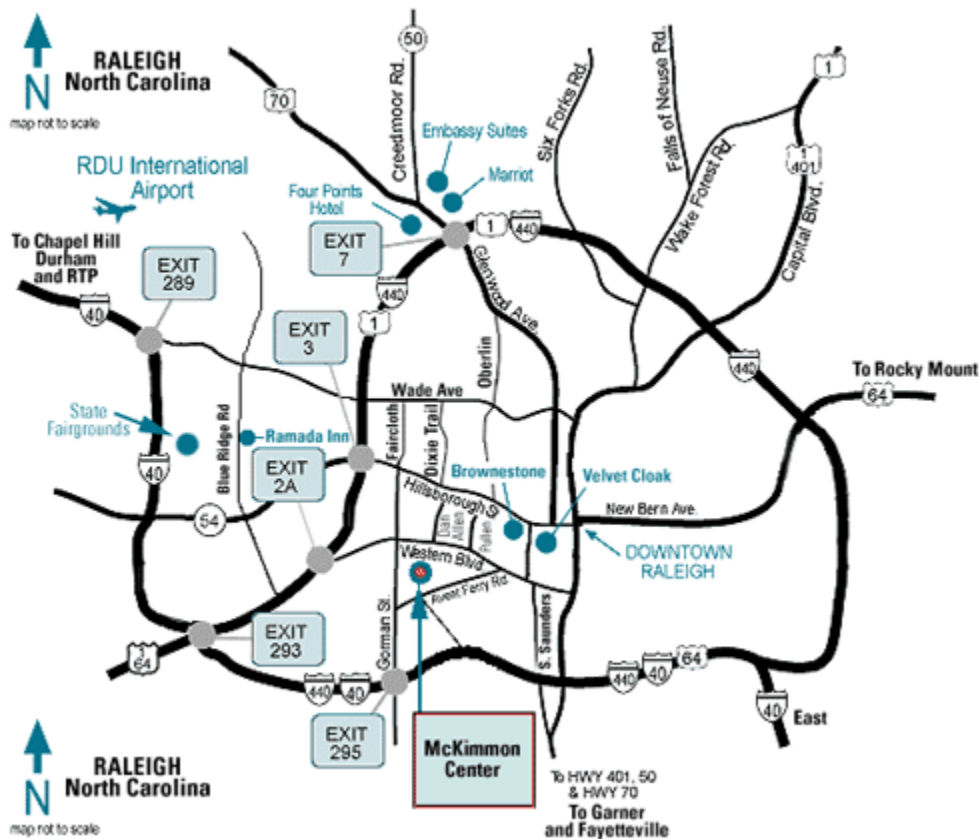 RALEIGH
North Carolina
N
map not to scale
50
1
70
Creedmoor Rd.
Six Forks Rd.
Falls of Neuse Rd.
Embassy Suites
Marriot
Wake Forest Rd.
1
401
Capital Blvd.
RDU International
Airport
Four Points
Hotel
To Chapel Hill
Durham
and RTP
EXIT
7
1
440
EXIT
289
40
440
1
Glenwood Ave.
EXIT
3
Oberlin
440
To Rocky Mount
64
Wade Ave
State
Fairgrounds
Blue Ridge Rd
Ramada Inn
Faircloth
Dixie Trail
Brownestone
Velvet Cloak
40
EXIT
2A
Hillsborough St
54
Dan
Allen
Pullen
New Bern Ave.
DOWNTOWN
RALEIGH
Western Blvd
Avent Ferry Rd
Gorman St.
S. Saunders
EXIT
293
1
64
440
40
440
40
64
40
East
EXIT
295
McKimmon
Center
RALEIGH
North Carolina
N
map not to scale
To HWY 401, 50
& HWY 70
To Garner
and Fayetteville